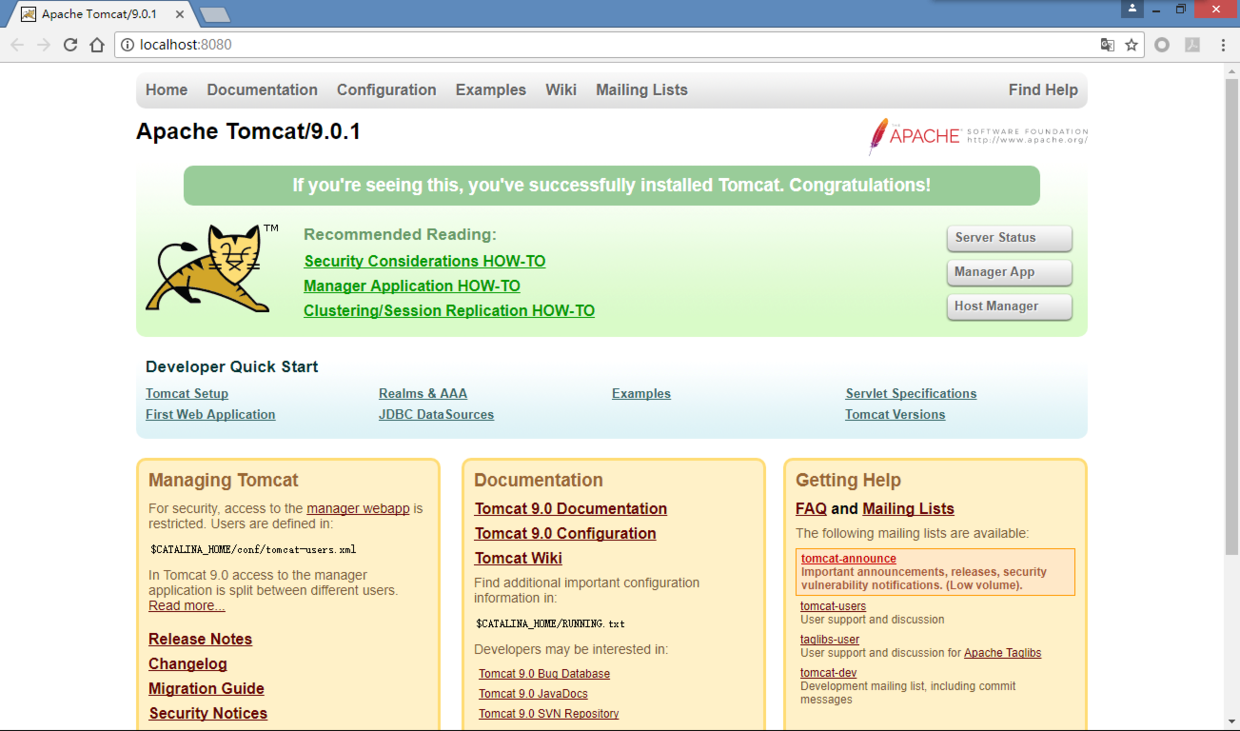 Apache Tomcat/9.0.1
localhost:8080
Home Documentation Configuration Examples Wiki Mailing Lists Find Help
Apache Tomcat/9.0.1
THE APACHE® SOFTWARE FOUNDATION
http://www.apache.org/
If you're seeing this, you've successfully installed Tomcat. Congratulations!
TM
Recommended Reading:
Security Considerations HOW-TO
Manager Application HOW-TO
Clustering/Session Replication HOW-TO
Server Status
Manager App
Host Manager
Developer Quick Start
Tomcat Setup
First Web Application
Realms & AAA
JDBC DataSources
Examples
Servlet Specifications
Tomcat Versions
Managing Tomcat
For security, access to the manager webapp is
restricted. Users are defined in:
$CATALINA_HOME/conf/tomcat-users.xml
In Tomcat 9.0 access to the manager
application is split between different users.
Read more...
Release Notes
Changelog
Migration Guide
Security Notices
Documentation
Tomcat 9.0 Documentation
Tomcat 9.0 Configuration
Tomcat Wiki
Find additional important configuration
information in:
$CATALINA_HOME/RUNNING.txt
Developers may be interested in:
Tomcat 9.0 Bug Database
Tomcat 9.0 JavaDocs
Tomcat 9.0 SVN Repository
Getting Help
FAQ and Mailing Lists
The following mailing lists are available:
tomcat-announce
Important announcements, releases, security
vulnerability notifications. (Low volume).
tomcat-users
User support and discussion
taglibs-user
User support and discussion for Apache Taglibs
tomcat-dev
Development mailing list, including commit
messages